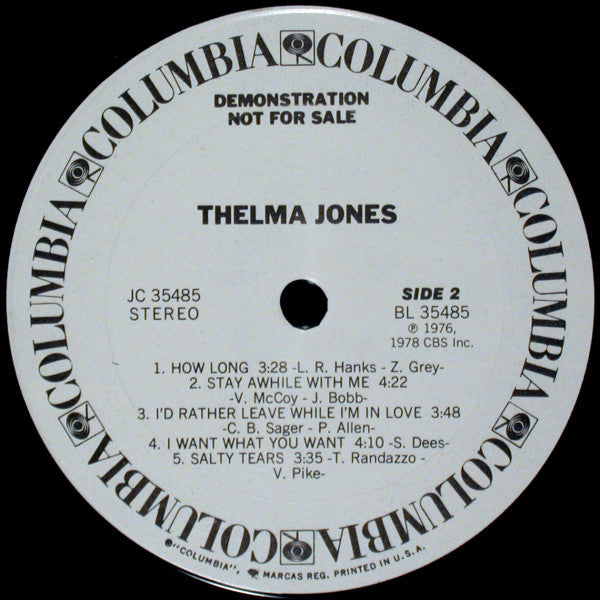 COLUMBIA COLUMBIA COLUMBIA COLUMBIA COLUMBIA COLUMBIA COLUMBIA COLUMBIA
DEMONSTRATION
NOT FOR SALE
THELMA JONES
JC 35485
STEREO
SIDE 2
BL 35485
℗ 1976,
1978 CBS Inc.
1. HOW LONG 3:28 -L. R. Hanks - Z. Grey-
2. STAY AWHILE WITH ME 4:22
-V. McCoy - J. Bobb-
3. I'D RATHER LEAVE WHILE I'M IN LOVE 3:48
-C. B. Sager - P. Allen-
4. I WANT WHAT YOU WANT 4:10 -S. Dees-
5. SALTY TEARS 3:35 -T. Randazzo -
V. Pike-
®"COLUMBIA", MARCAS REG. PRINTED IN U.S.A.